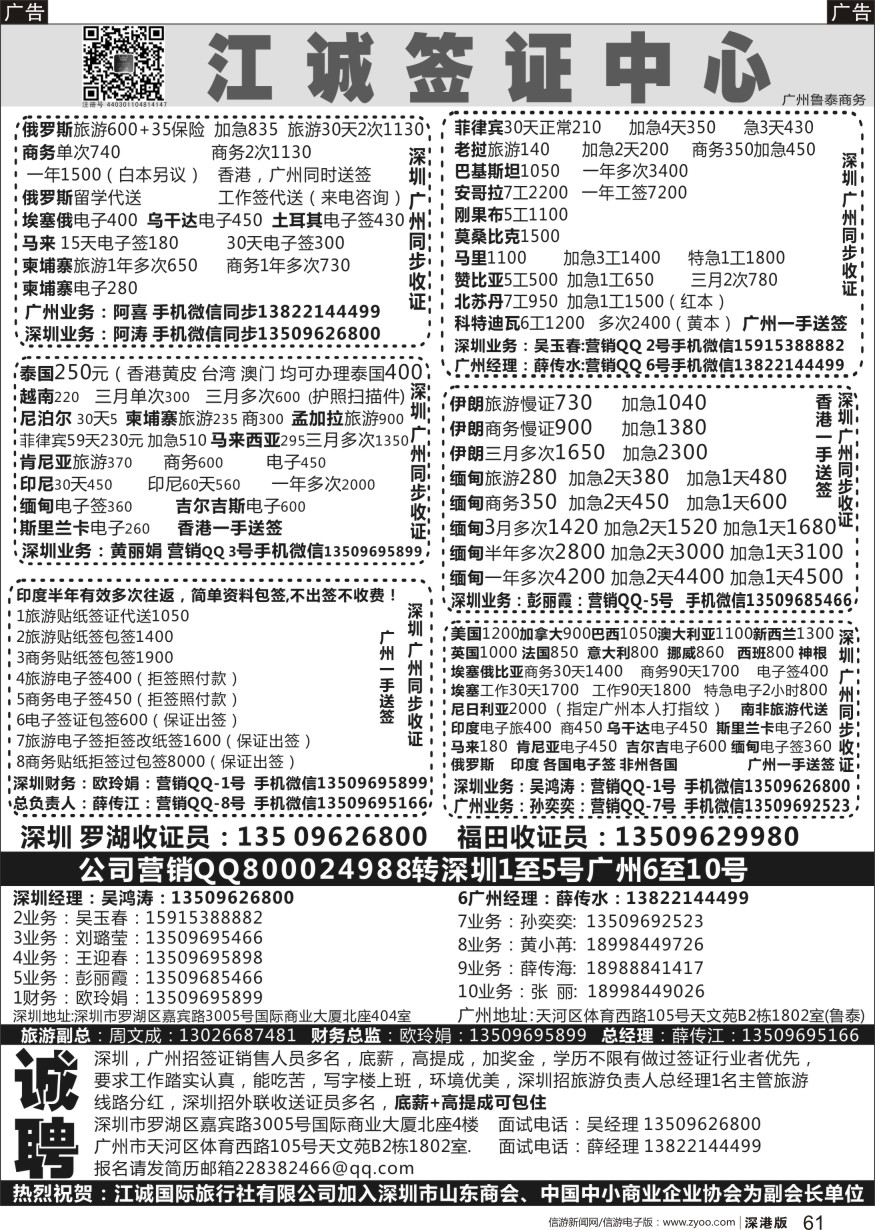 广告
广告
江诚签证中心
注册号 440301104814147
广州鲁泰商务
俄罗斯旅游600+35保险 加急835 旅游30天2次1130
商务单次740 商务2次1130
一年1500（白本另议） 香港，广州同时送签
俄罗斯留学代送 工作签代送（来电咨询）
埃塞俄电子400 乌干达电子450 土耳其电子签430
马来 15天电子签180 30天电子签300
柬埔寨旅游1年多次650 商务1年多次730
柬埔寨电子280
广州业务：阿喜 手机微信同步13822144499
深圳业务：阿涛 手机微信同步13509626800
深圳 广州同步收证
菲律宾30天正常210 加急4天350 急3天430
老挝旅游140 加急2天200 商务350加急450
巴基斯坦1050 一年多次3400
安哥拉7工2200 一年工签7200
刚果布5工1100
莫桑比克1500
马里1100 加急3工1400 特急1工1800
赞比亚5工500 加急1工650 三月2次780
北苏丹7工950 加急1工1500（红本）
科特迪瓦6工1200 多次2400（黄本） 广州一手送签
深圳业务：吴玉春:营销QQ 2号手机微信15915388882
广州经理：薛传水:营销QQ 6号手机微信13822144499
深圳 广州同步收证
泰国250元（香港黄皮 台湾 澳门 均可办理泰国400
越南220 三月单次300 三月多次600 (护照扫描件)
尼泊尔 30天5 柬埔寨旅游235 商300 孟加拉旅游900
菲律宾59天230元 加急510 马来西亚295三月多次1350
肯尼亚旅游370 商务600 电子450
印尼30天450 印尼60天560 一年多次2000
缅甸电子签360 吉尔吉斯电子600
斯里兰卡电子260 香港一手送签
深圳业务：黄丽娟 营销QQ 3号手机微信13509695899
深圳 广州同步收证
伊朗旅游慢证730 加急1040
伊朗商务慢证900 加急1380
伊朗三月多次1650 加急2300
缅甸旅游280 加急2天380 加急1天480
缅甸商务350 加急2天450 加急1天600
缅甸3月多次1420 加急2天1520 加急1天1680
缅甸半年多次2800 加急2天3000 加急1天3100
缅甸一年多次4200 加急2天4400 加急1天4500
深圳业务：彭丽霞：营销QQ-5号 手机微信13509685466
香港一手送签
深圳 广州同步收证
印度半年有效多次往返，简单资料包签,不出签不收费！
1旅游贴纸签证代送1050
2旅游贴纸签包签1400
3商务贴纸签包签1900
4旅游电子签400（拒签照付款）
5商务电子签450（拒签照付款）
6电子签证包签600（保证出签）
7旅游电子签拒签改纸签1600（保证出签）
8商务贴纸签拒签过包签8000（保证出签）
深圳财务：欧玲娟：营销QQ-1号 手机微信13509695899
总负责人：薛传江：营销QQ-8号 手机微信13509695166
广州一手送签
深圳 广州同步收证
美国1200加拿大900巴西1050澳大利亚1100新西兰1300
英国1000 法国850 意大利800 挪威860 西班800 神根
埃塞俄比亚商务30天1400 商务90天1700 电子签400
埃塞工作30天1700 工作90天1800 特急电子2小时800
尼日利亚2000（指定广州本人打指纹） 南非旅游代送
印度电子旅400 商450 乌干达电子450 斯里兰卡电子260
马来180 肯尼亚电子450 吉尔吉电子600 缅甸电子签360
俄罗斯 印度 各国电子签 非州各国 广州一手送签
深圳业务：吴鸿涛：营销QQ-1号 手机微信13509626800
广州业务：孙奕奕：营销QQ-7号 手机微信13509692523
深圳 广州同步收证
深圳 罗湖收证员：135 09626800 福田收证员：13509629980
公司营销QQ800024988转深圳1至5号广州6至10号
深圳经理：吴鸿涛：13509626800
2业务：吴玉春：15915388882
3业务：刘璐莹：13509695466
4业务：王迎春：13509695898
5业务：彭丽霞：13509685466
1财务：欧玲娟：13509695899
深圳地址:深圳市罗湖区嘉宾路3005号国际商业大厦北座404室
6广州经理：薛传水：13822144499
7业务：孙奕奕: 13509692523
8业务：黄小苒: 18998449726
9业务：薛传海: 18988841417
10业务：张 丽: 18998449026
广州地址:天河区体育西路105号天文苑B2栋1802室(鲁泰)
旅游副总：周文成：13026687481 财务总监：欧玲娟：13509695899 总经理：薛传江：13509695166
诚聘
深圳，广州招签证销售人员多名，底薪，高提成，加奖金，学历不限有做过签证行业者优先，
要求工作踏实认真，能吃苦，写字楼上班，环境优美，深圳招旅游负责人总经理1名主管旅游
线路分红，深圳招外联收送证员多名，底薪+高提成可包住
深圳市罗湖区嘉宾路3005号国际商业大厦北座4楼 面试电话：吴经理 13509626800
广州市天河区体育西路105号天文苑B2栋1802室. 面试电话：薛经理 13822144499
报名请发简历邮箱228382466@qq.com
热烈祝贺：江诚国际旅行社有限公司加入深圳市山东商会、中国中小商业企业协会为副会长单位
信游新闻网/信游电子版：www.zyoo.com 深港版 61